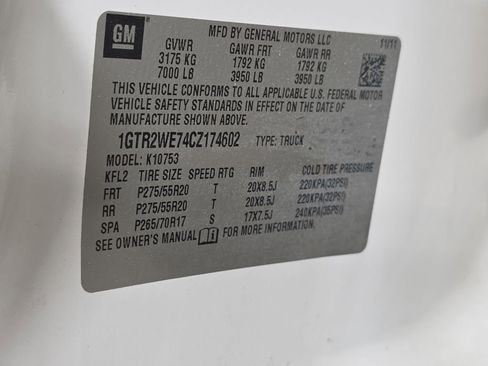 GM
MFD BY GENERAL MOTORS LLC
11/11
GVWR GAWR FRT GAWR RR
3175 KG 1792 KG 1792 KG
7000 LB 3950 LB 3950 LB
THIS VEHICLE CONFORMS TO ALL APPLICABLE U.S. FEDERAL MOTOR
VEHICLE SAFETY STANDARDS IN EFFECT ON THE DATE OF
MANUFACTURE SHOWN ABOVE.
1GTR2WE74CZ174602 TYPE: TRUCK
MODEL: K10753
KFL2 TIRE SIZE SPEED RTG RIM COLD TIRE PRESSURE
FRT P275/55R20 T 20X8.5J 220KPA(32PSI)
RR P275/55R20 T 20X8.5J 220KPA(32PSI)
SPA P265/70R17 S 17X7.5J 240KPA(35PSI)
SEE OWNER'S MANUAL FOR MORE INFORMATION.